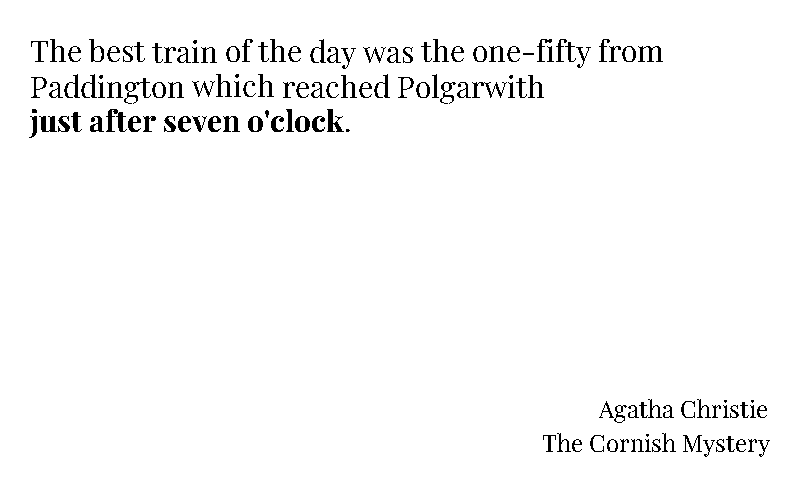 The best train of the day was the one-fifty from
Paddington which reached Polgarwith
just after seven o'clock.
Agatha Christie
The Cornish Mystery